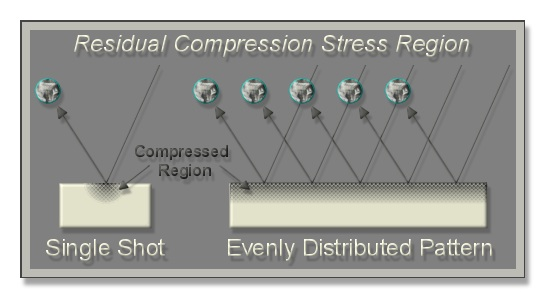 Residual Compression Stress Region
Compressed
Region
Single Shot
Evenly Distributed Pattern